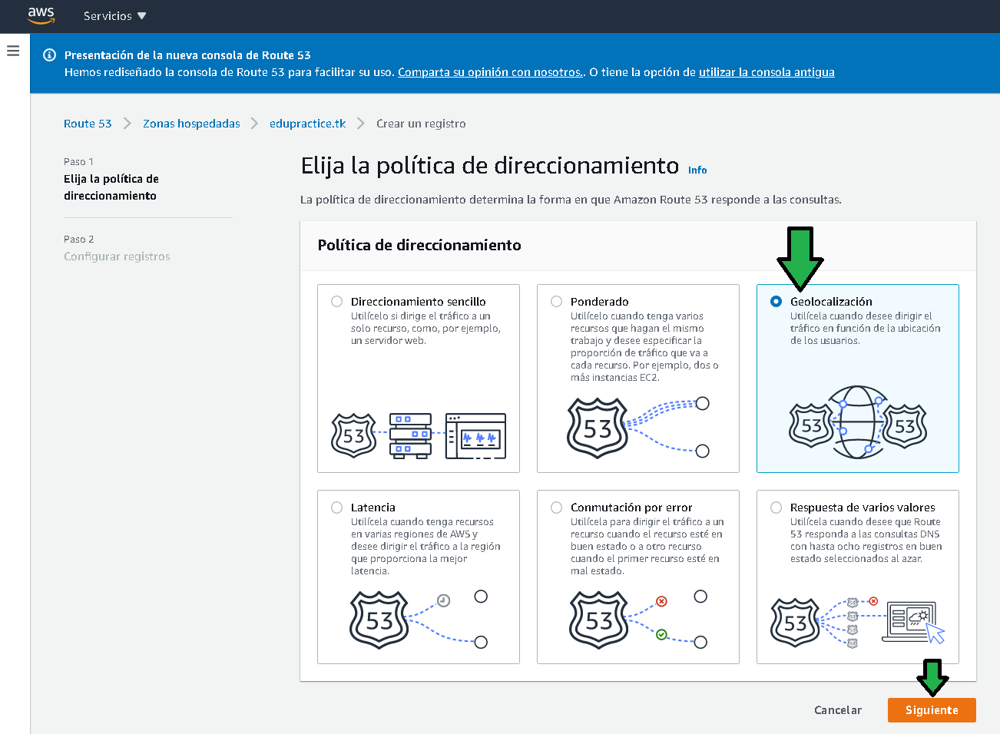 aws
Servicios
Presentación de la nueva consola de Route 53
Hemos rediseñado la consola de Route 53 para facilitar su uso. Comparta su opinión con nosotros.. O tiene la opción de utilizar la consola antigua
Route 53 > Zonas hospedadas > edupractice.tk > Crear un registro
Paso 1
Elija la política de
direccionamiento
Paso 2
Configurar registros
Elija la política de direccionamiento Info
La política de direccionamiento determina la forma en que Amazon Route 53 responde a las consultas.
Política de direccionamiento
Direccionamiento sencillo
Utilícelo si dirige el tráfico a un
solo recurso, como, por ejemplo,
un servidor web.
53
Ponderado
Utilícelo cuando tenga varios
recursos que hagan el mismo
trabajo y desee especificar la
proporción de tráfico que va a
cada recurso. Por ejemplo, dos o
más instancias EC2.
53
Geolocalización
Utilícela cuando desee dirigir el
tráfico en función de la ubicación
de los usuarios.
53
53
Latencia
Utilícela cuando tenga recursos
en varias regiones de AWS y
desee dirigir el tráfico a la región
que proporciona la mejor
latencia.
53
Conmutación por error
Utilícela para dirigir el tráfico a un
recurso cuando el recurso esté en
buen estado o a otro recurso
cuando el primer recurso esté en
mal estado.
53
Respuesta de varios valores
Utilícela cuando desee que Route
53 responda a las consultas DNS
con hasta ocho registros en buen
estado seleccionados al azar.
53
Cancelar
Siguiente